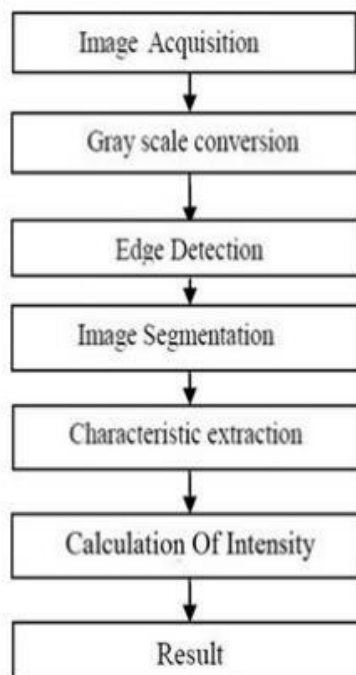 Image Acquisition
Gray scale conversion
Edge Detection
Image Segmentation
Characteristic extraction
Calculation Of Intensity
Result